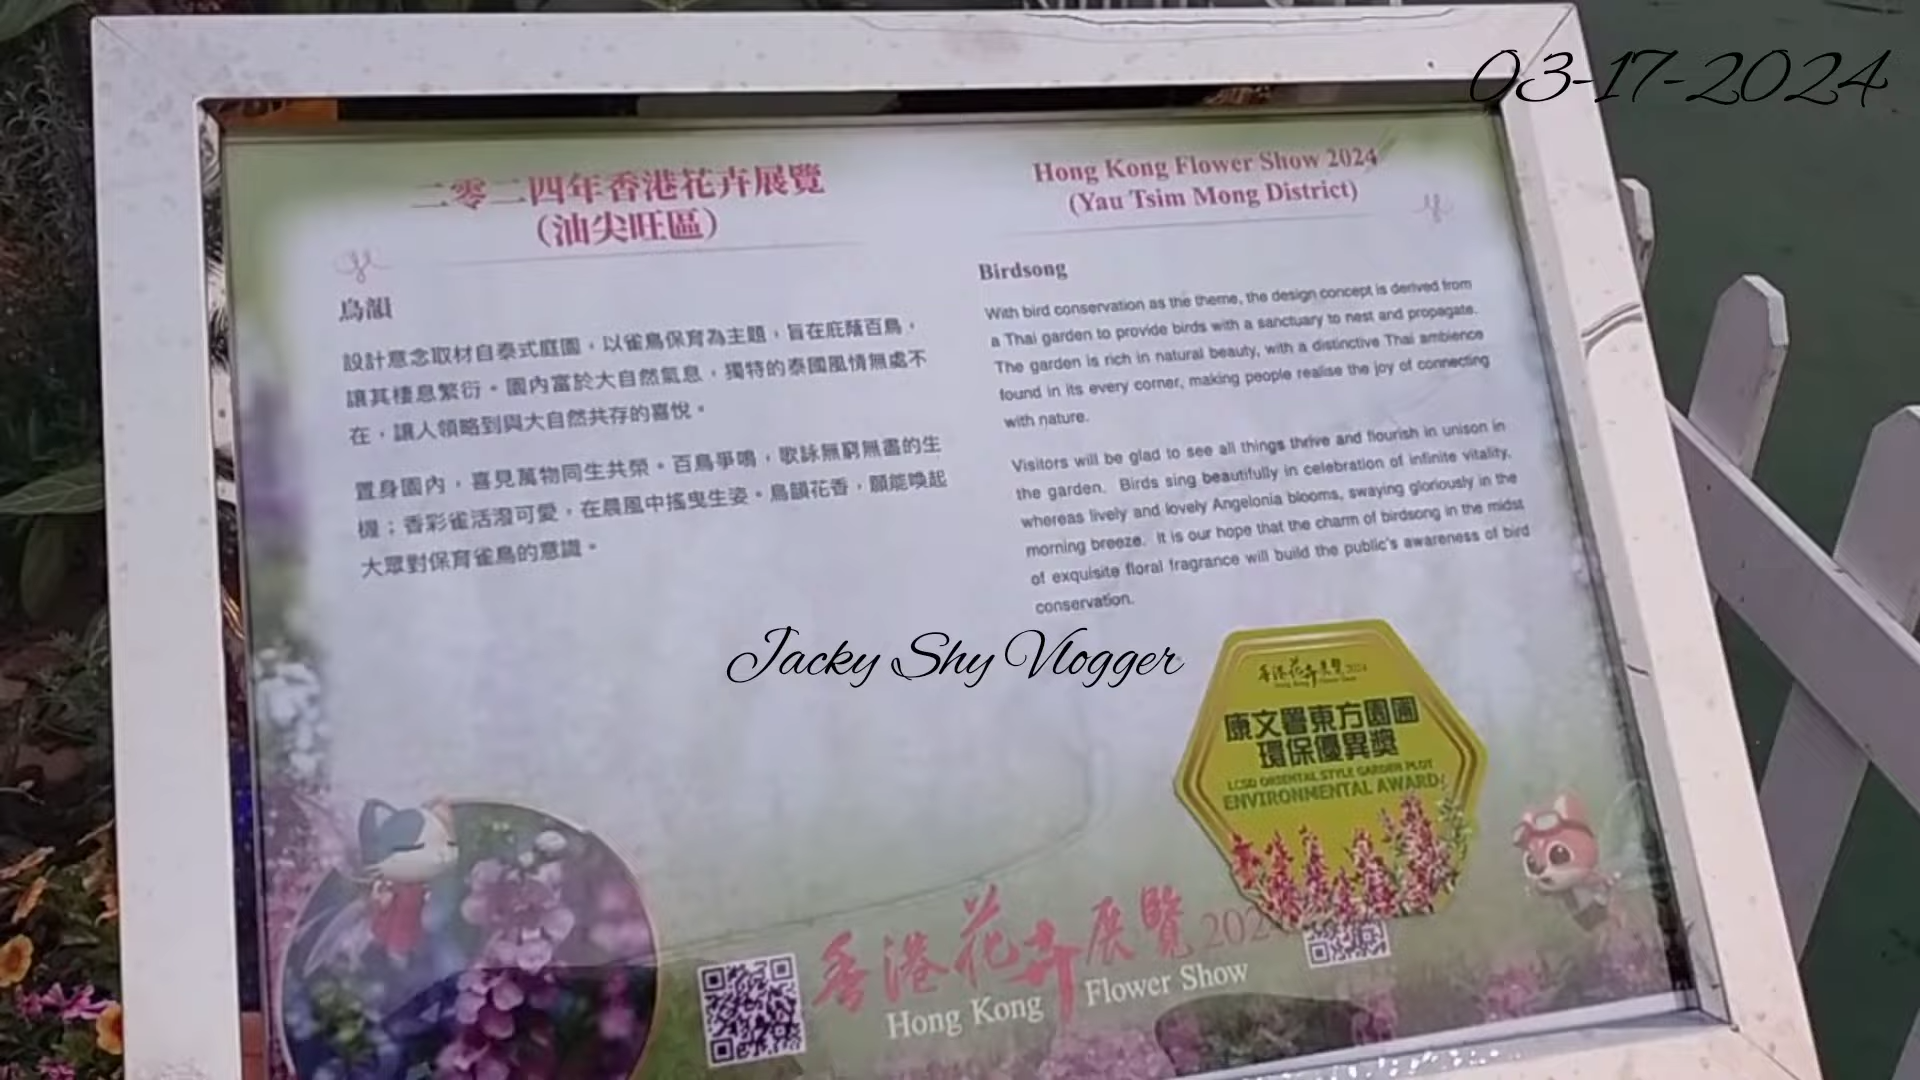 03-17-2024
二零二四年香港花卉展覽
(油尖旺區)
鳥韻
設計意念取材自泰式庭園，以雀鳥保育為主題，旨在庇蔭百鳥，
讓其棲息繁衍。園內富於大自然氣息，獨特的泰國風情無處不
在，讓人領略到與大自然共存的喜悅。
置身園內，喜見萬物同生共榮。百鳥爭鳴，歌詠無窮無盡的生
機；香彩雀活潑可愛，在晨風中搖曳生姿。鳥韻花香，願能喚起
大眾對保育雀鳥的意識。
Hong Kong Flower Show 2024
(Yau Tsim Mong District)
Birdsong
With bird conservation as the theme, the design concept is derived from
a Thai garden to provide birds with a sanctuary to nest and propagate.
The garden is rich in natural beauty, with a distinctive Thai ambience
found in its every corner, making people realise the joy of connecting
with nature.
Visitors will be glad to see all things thrive and flourish in unison in
the garden. Birds sing beautifully in celebration of infinite vitality,
whereas lively and lovely Angelonia blooms, swaying gloriously in the
morning breeze. It is our hope that the charm of birdsong in the midst
of exquisite floral fragrance will build the public's awareness of bird
conservation.
Jacky Shy Vlogger
香港花卉展覽 2024
Hong Kong Flower Show
康文署東方園圃
環保優異獎
LCSD ORIENTAL STYLE GARDEN PLOT
ENVIRONMENTAL AWARD
香港花卉展覽 202
Hong Kong Flower Show